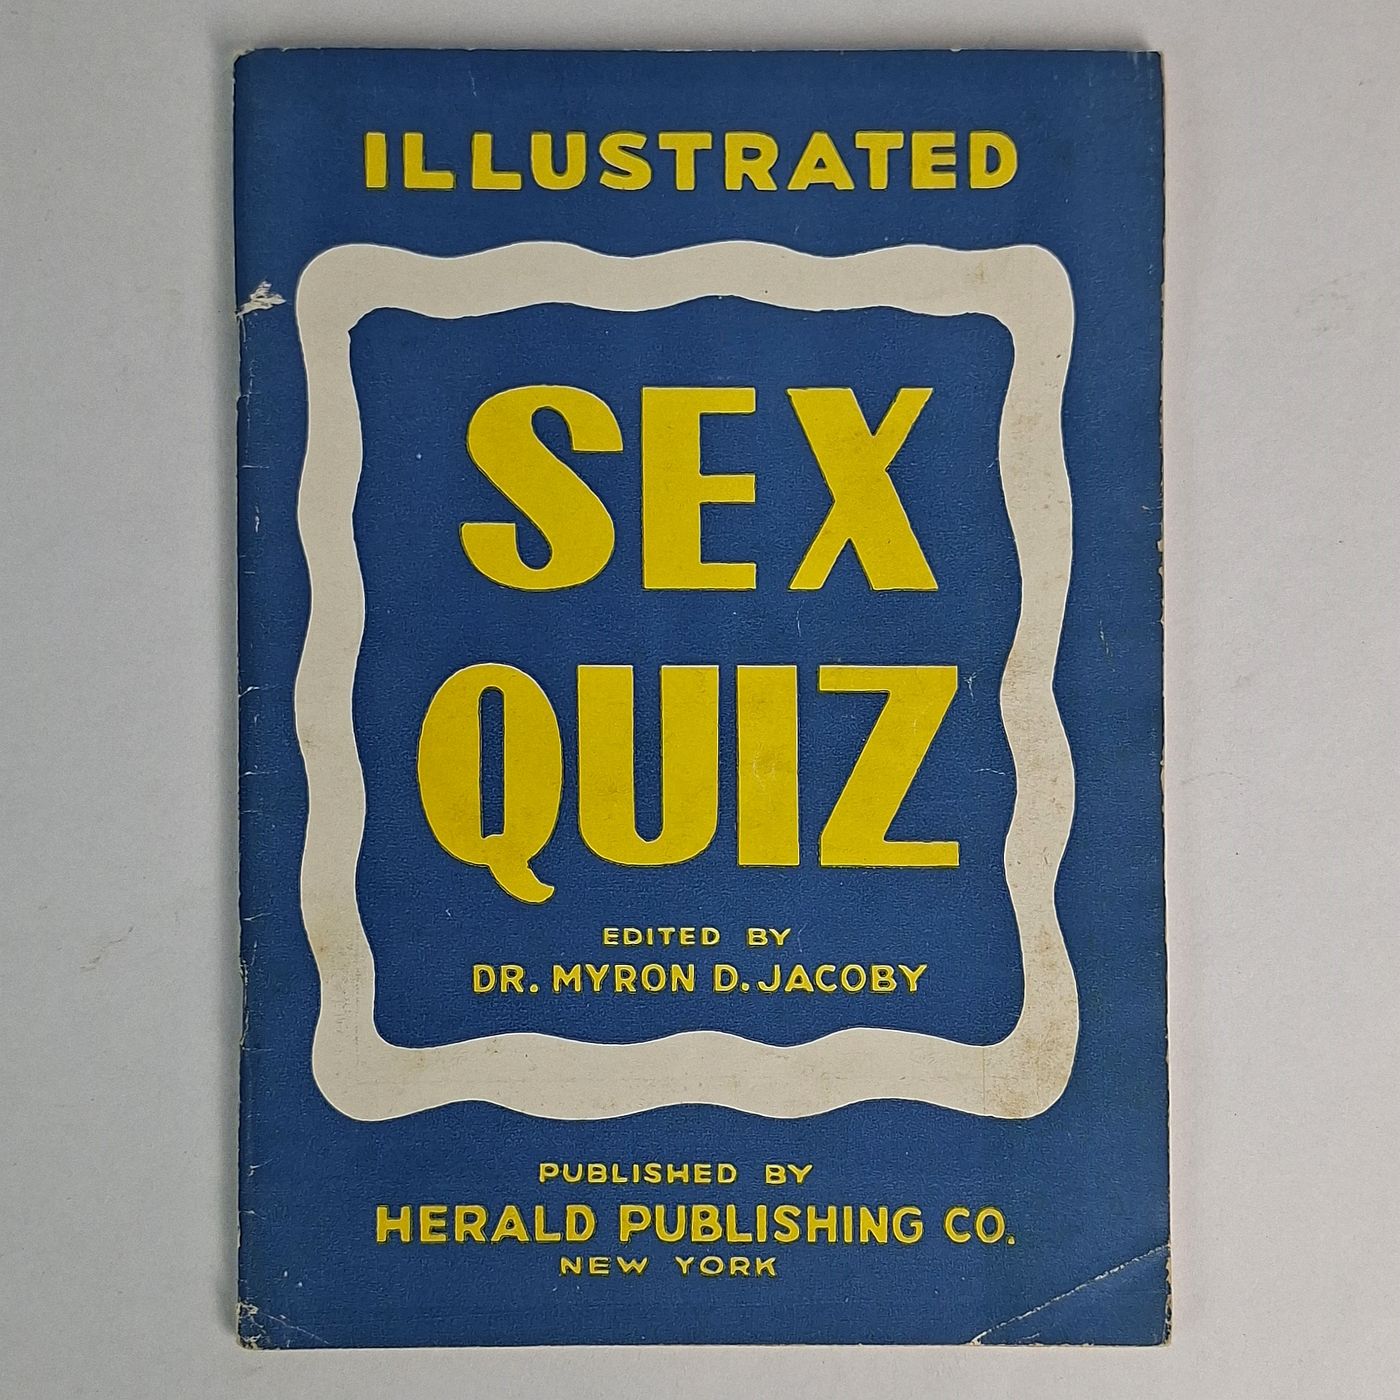 ILLUSTRATED
SEX
QUIZ
EDITED BY
DR. MYRON D. JACOBY
PUBLISHED BY
HERALD PUBLISHING CO.
NEW YORK